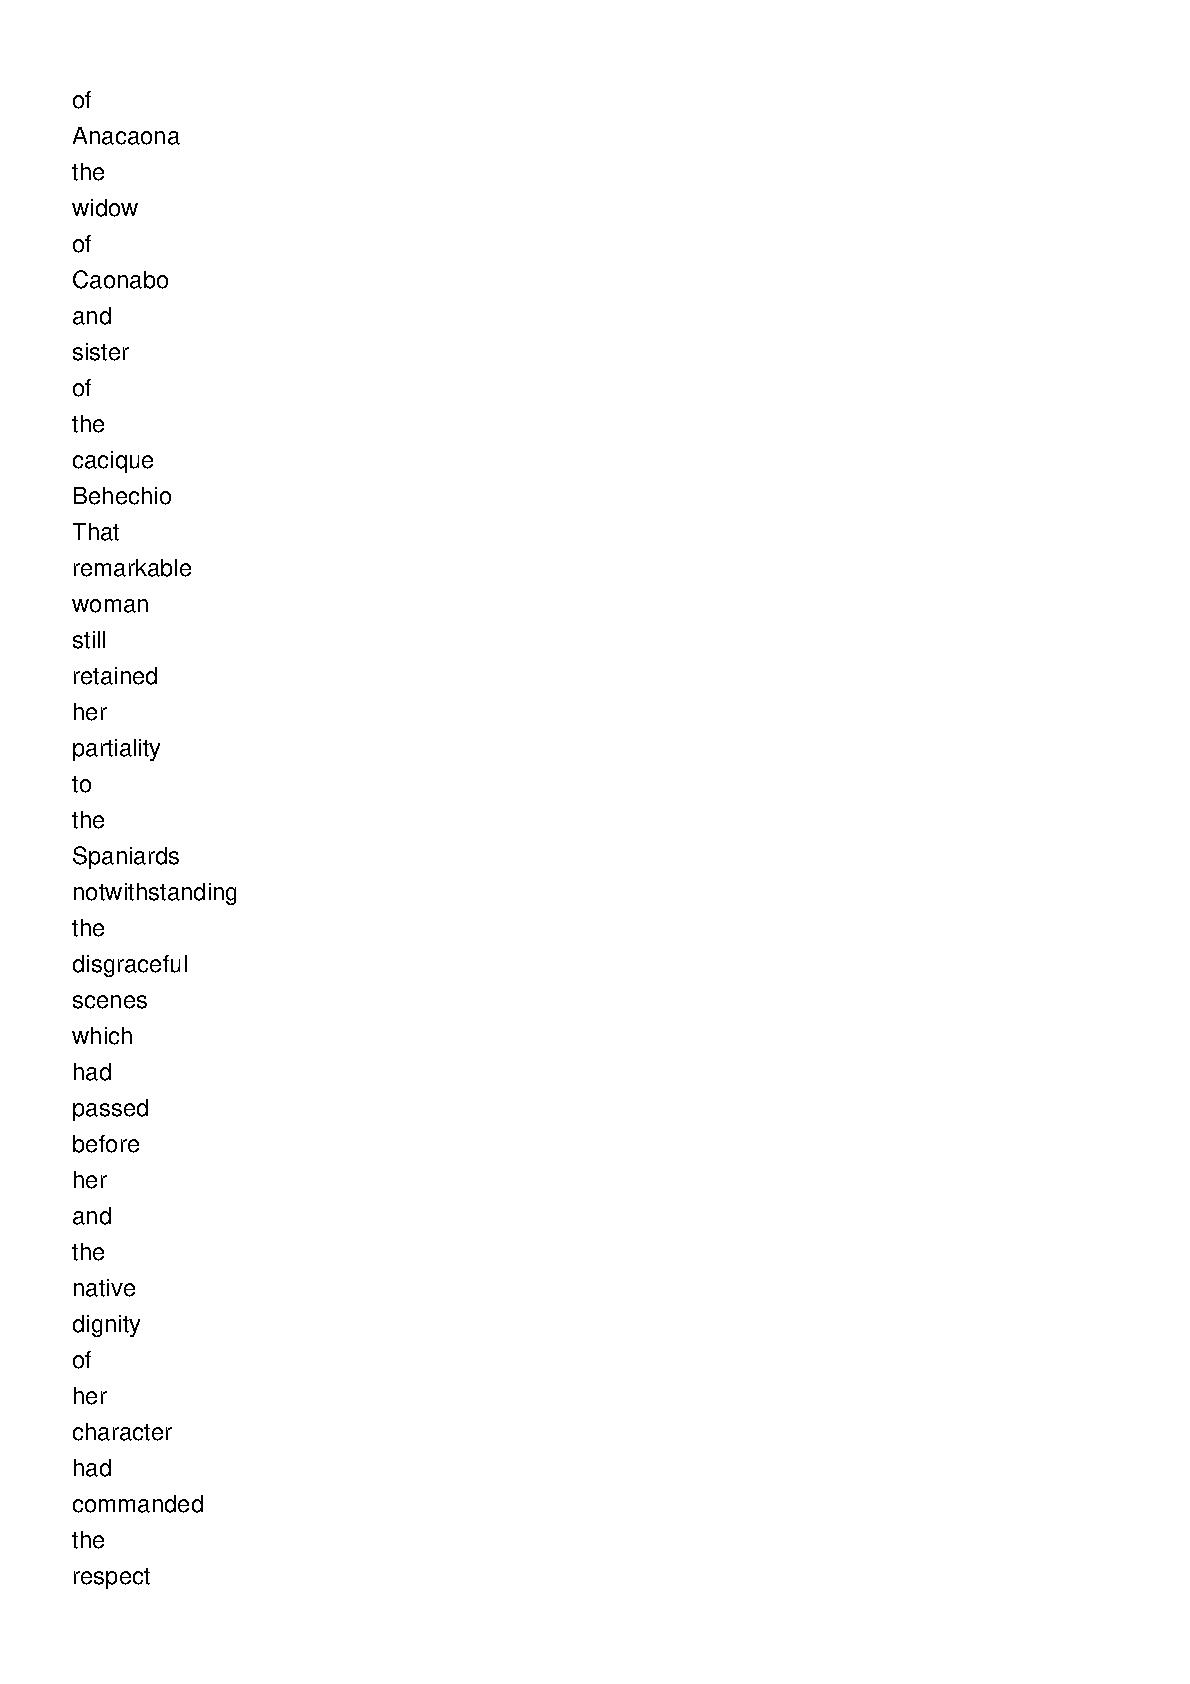 of
Anacaona
the
widow
of
Caonabo
and
sister
of
the
cacique
Behechio
That
remarkable
woman
still
retained
her
partiality
to
the
Spaniards
notwithstanding
the
disgraceful
scenes
which
had
passed
before
her
and
the
native
dignity
of
her
character
had
commanded
the
respect